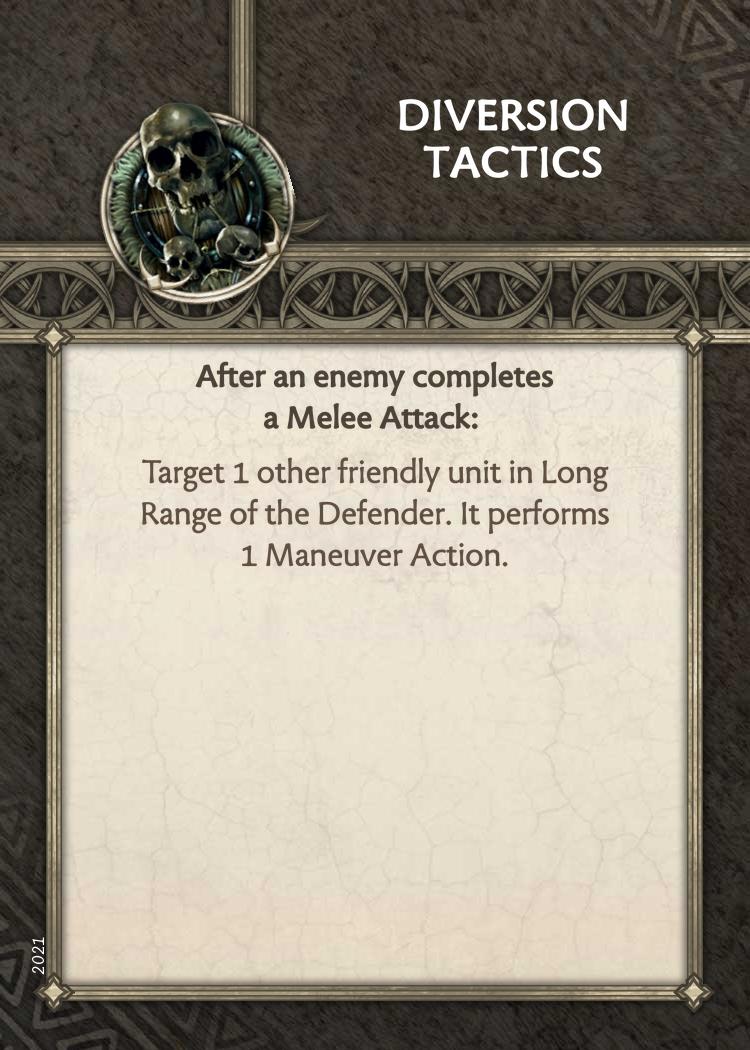 DIVERSION
TACTICS
After an enemy completes
a Melee Attack:
Target 1 other friendly unit in Long
Range of the Defender. It performs
1 Maneuver Action.
2021